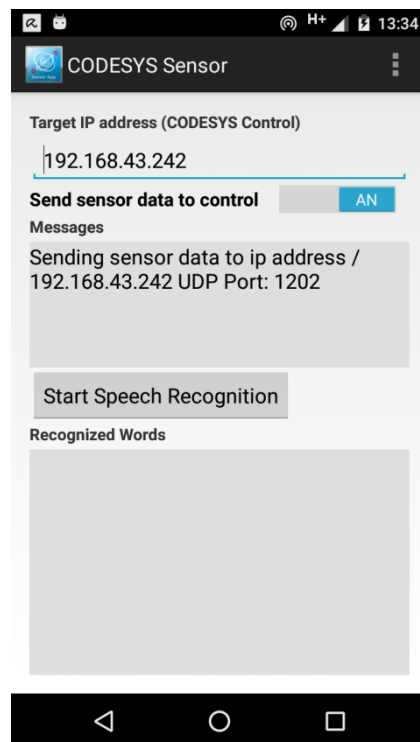 H+ 13:34
CODESYS Sensor
Target IP address (CODESYS Control)
192.168.43.242
Send sensor data to control AN
Messages
Sending sensor data to ip address /
192.168.43.242 UDP Port: 1202
Start Speech Recognition
Recognized Words